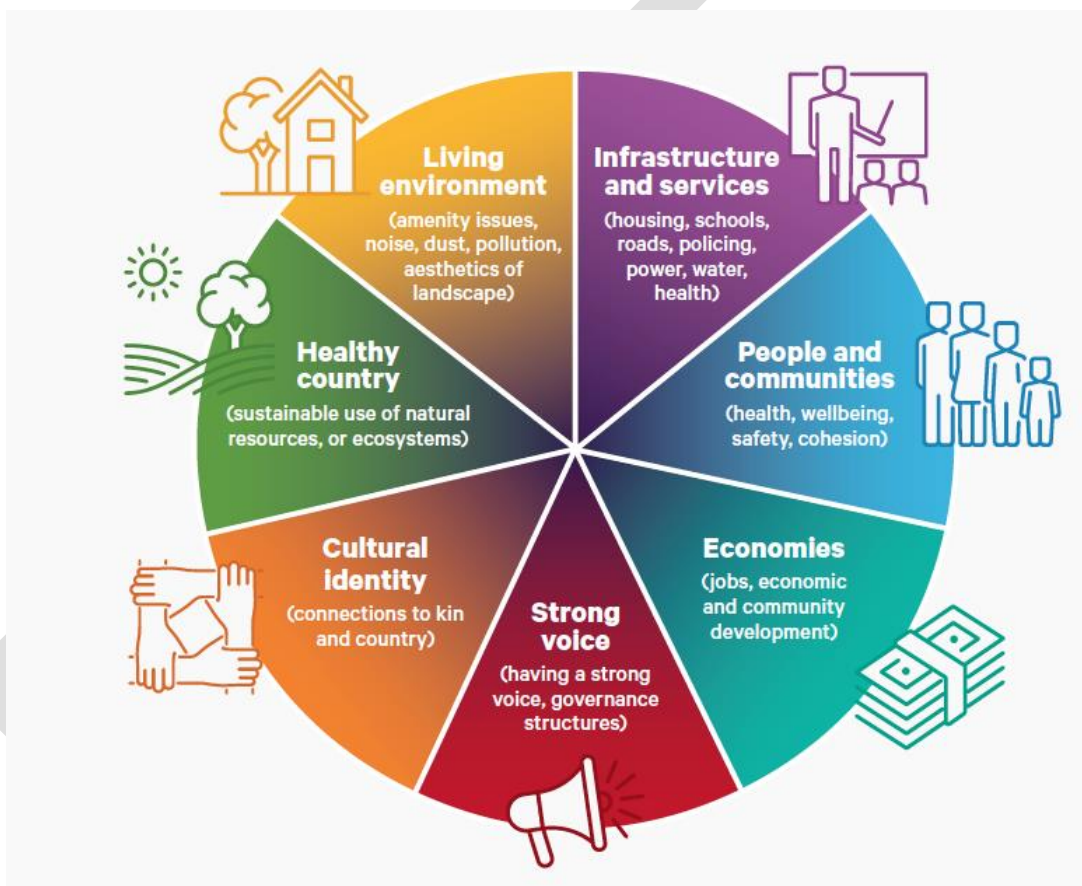 Living
environment
(amenity issues,
noise, dust, pollution,
aesthetics of
landscape)
Infrastructure
and services
(housing, schools,
roads, policing,
power, water,
health)
People and
communities
(health, wellbeing,
safety, cohesion)
Economies
(jobs, economic
and community
development)
Strong
voice
(having a strong
voice, governance
structures)
Cultural
identity
(connections to kin
and country)
Healthy
country
(sustainable use of natural
resources, or ecosystems)